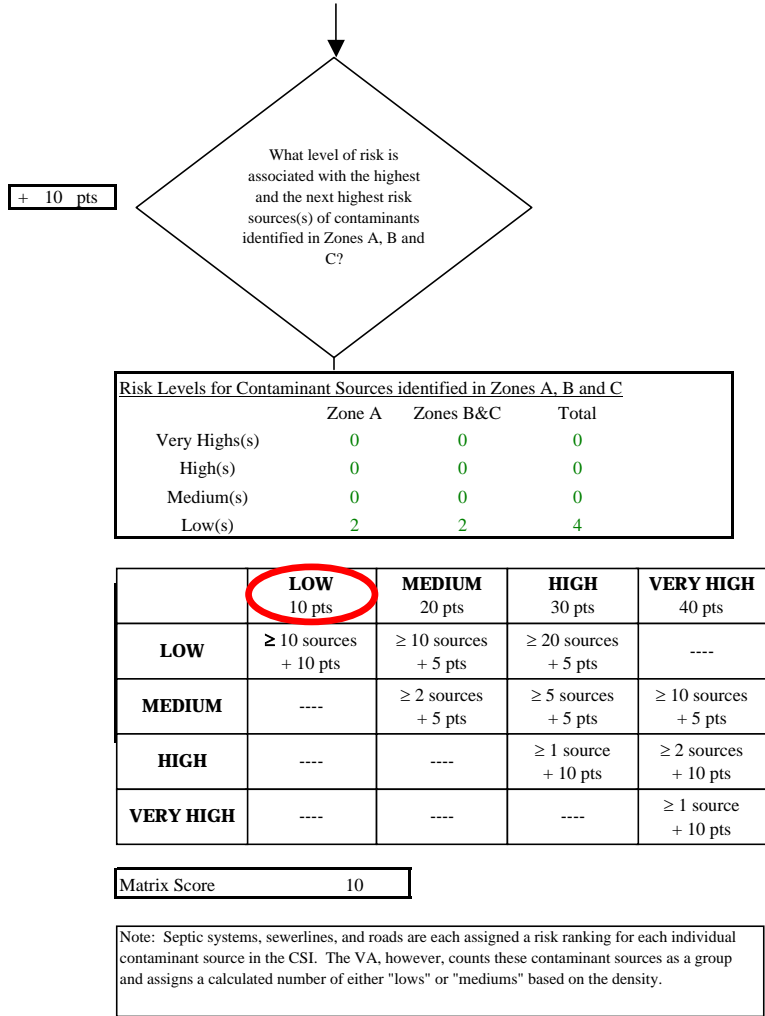 What level of risk is
associated with the highest
and the next highest risk
sources(s) of contaminants
identified in Zones A, B and
C?
+ 10 pts
Risk Levels for Contaminant Sources identified in Zones A, B and C
Zone A Zones B&C Total
Very Highs(s) 0 0 0
High(s) 0 0 0
Medium(s) 0 0 0
Low(s) 2 2 4
LOW MEDIUM HIGH VERY HIGH
10 pts 20 pts 30 pts 40 pts
LOW ≥ 10 sources ≥ 10 sources ≥ 20 sources ----
+ 10 pts + 5 pts + 5 pts
MEDIUM ---- ≥ 2 sources ≥ 5 sources ≥ 10 sources
+ 5 pts + 5 pts + 5 pts
HIGH ---- ---- ≥ 1 source ≥ 2 sources
+ 10 pts + 10 pts
VERY HIGH ---- ---- ---- ≥ 1 source
+ 10 pts
Matrix Score 10
Note: Septic systems, sewerlines, and roads are each assigned a risk ranking for each individual
contaminant source in the CSI. The VA, however, counts these contaminant sources as a group
and assigns a calculated number of either "lows" or "mediums" based on the density.